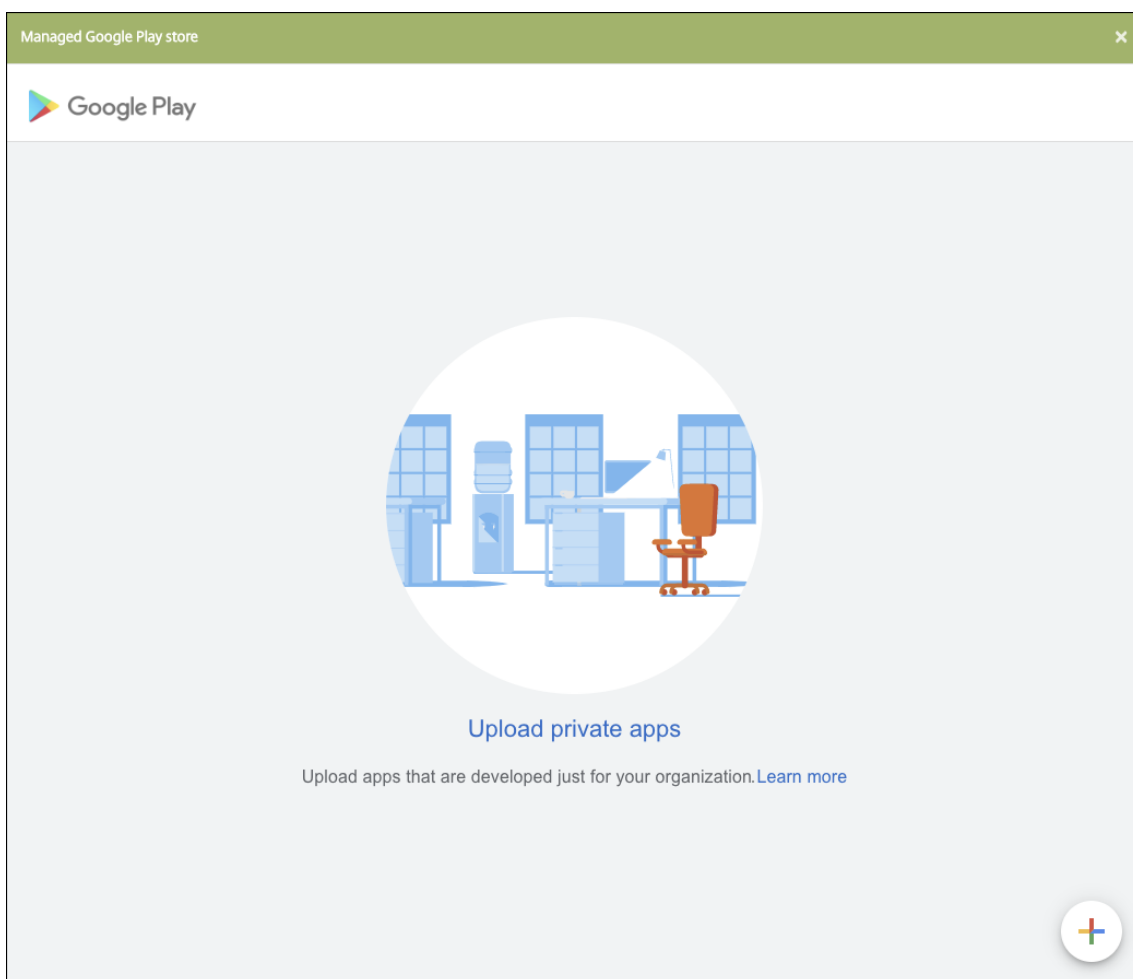 Managed Google Play store
Google Play
Upload private apps
Upload apps that are developed just for your organization. Learn more